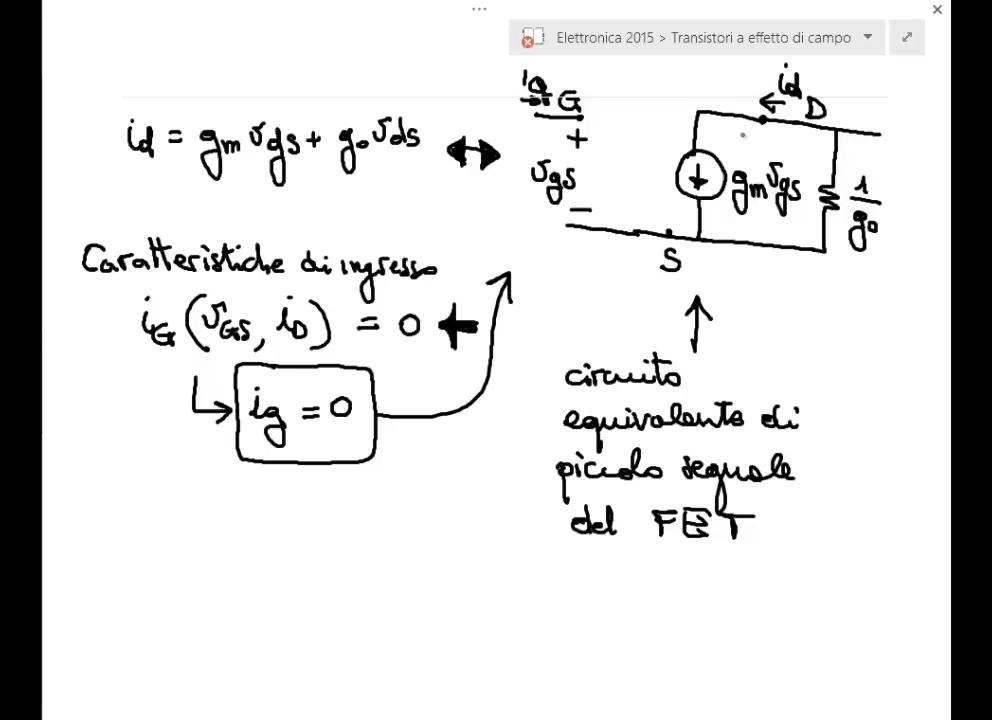 Elettronica 2015 > Transistori a effetto di campo
id = gm vgs + go vds
G
id
D
+
vgs
−
gm vgs
1/go
S
Caratteristiche di ingresso
iG (vGS, iD) = 0
ig = 0
circuito
equivalente di
piccolo segnale
del FET